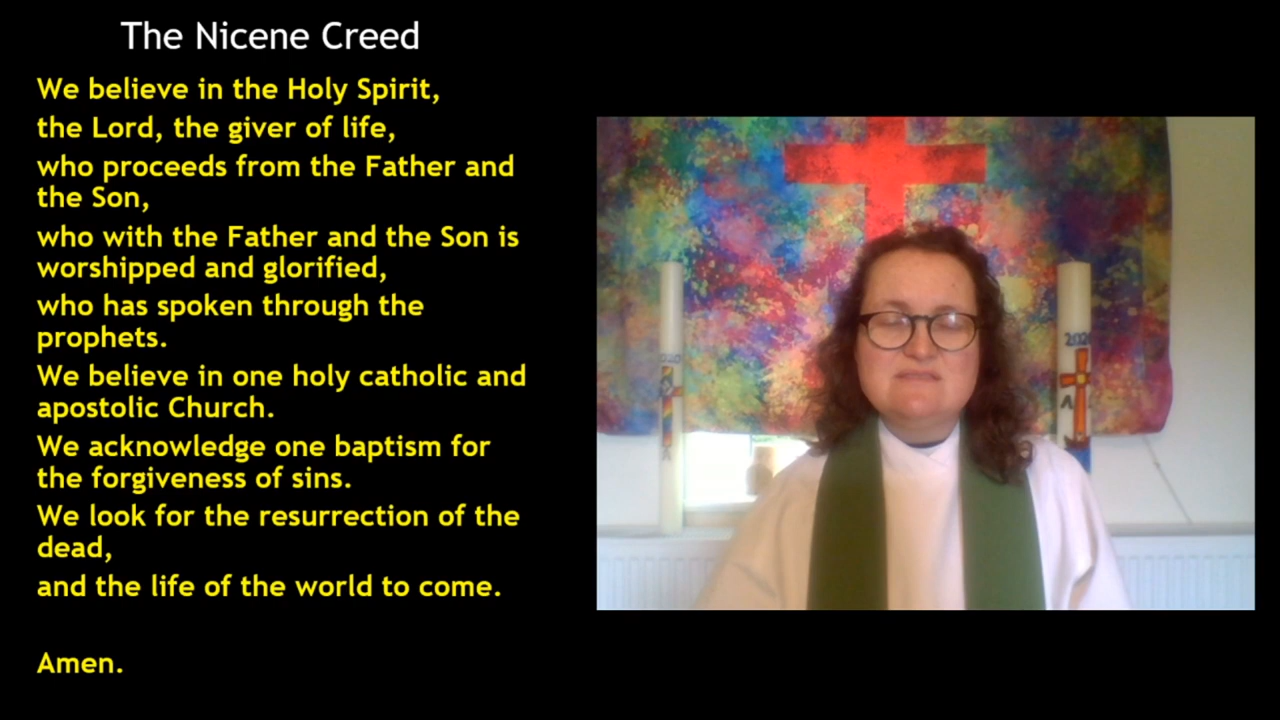 The Nicene Creed
We believe in the Holy Spirit,
the Lord, the giver of life,
who proceeds from the Father and
the Son,
who with the Father and the Son is
worshipped and glorified,
who has spoken through the
prophets.
We believe in one holy catholic and
apostolic Church.
We acknowledge one baptism for
the forgiveness of sins.
We look for the resurrection of the
dead,
and the life of the world to come.
Amen.
2020